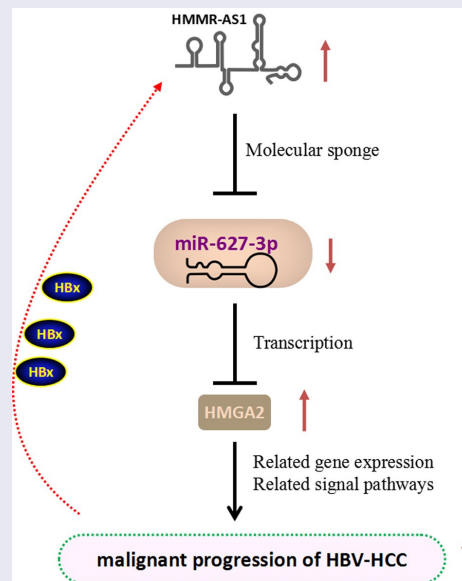 HMMR-AS1
Molecular sponge
miR-627-3p
HBx
HBx
HBx
Transcription
HMGA2
Related gene expression
Related signal pathways
malignant progression of HBV-HCC